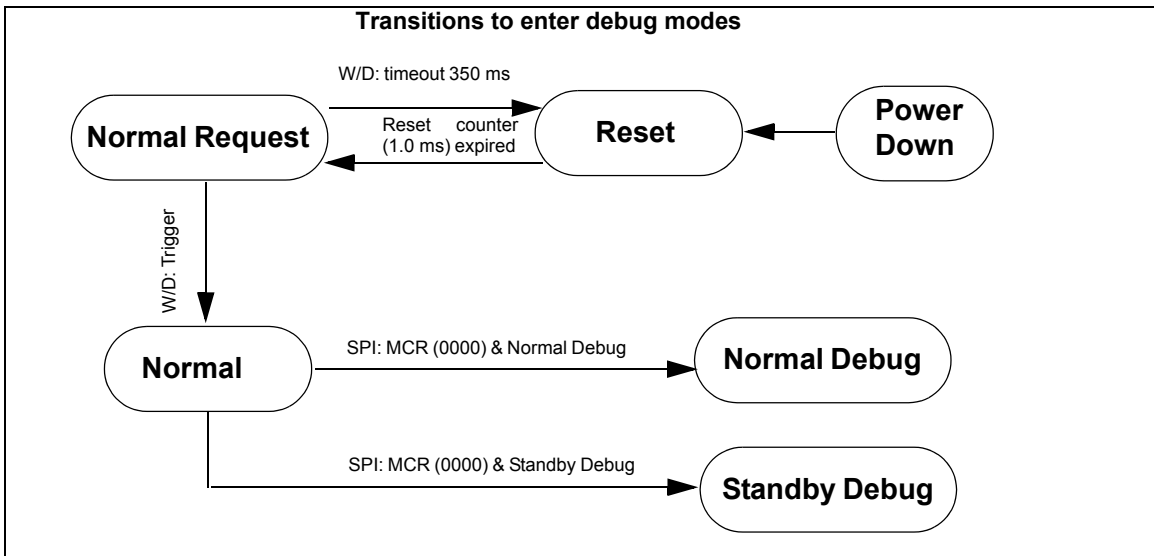 Transitions to enter debug modes
W/D: timeout 350 ms
Normal Request
Reset counter
(1.0 ms) expired
Reset
Power
Down
W/D: Trigger
Normal
SPI: MCR (0000) & Normal Debug
Normal Debug
SPI: MCR (0000) & Standby Debug
Standby Debug